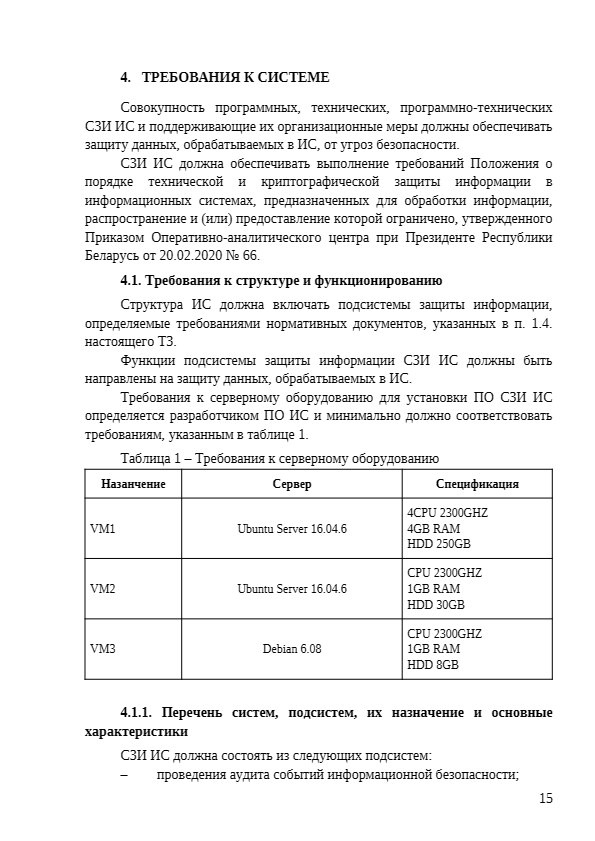 4. ТРЕБОВАНИЯ К СИСТЕМЕ
Совокупность программных, технических, программно-технических
СЗИ ИС и поддерживающие их организационные меры должны обеспечивать
защиту данных, обрабатываемых в ИС, от угроз безопасности.
СЗИ ИС должна обеспечивать выполнение требований Положения о
порядке технической и криптографической защиты информации в
информационных системах, предназначенных для обработки информации,
распространение и (или) предоставление которой ограничено, утвержденного
Приказом Оперативно-аналитического центра при Президенте Республики
Беларусь от 20.02.2020 № 66.
4.1. Требования к структуре и функционированию
Структура ИС должна включать подсистемы защиты информации,
определяемые требованиями нормативных документов, указанных в п. 1.4.
настоящего ТЗ.
Функции подсистемы защиты информации СЗИ ИС должны быть
направлены на защиту данных, обрабатываемых в ИС.
Требования к серверному оборудованию для установки ПО СЗИ ИС
определяется разработчиком ПО ИС и минимально должно соответствовать
требованиям, указанным в таблице 1.
Таблица 1 – Требования к серверному оборудованию
Назанчение Сервер Спецификация
VM1 Ubuntu Server 16.04.6 4CPU 2300GHZ
4GB RAM
HDD 250GB
VM2 Ubuntu Server 16.04.6 CPU 2300GHZ
1GB RAM
HDD 30GB
VM3 Debian 6.08 CPU 2300GHZ
1GB RAM
HDD 8GB
4.1.1. Перечень систем, подсистем, их назначение и основные
характеристики
СЗИ ИС должна состоять из следующих подсистем:
– проведения аудита событий информационной безопасности;
15